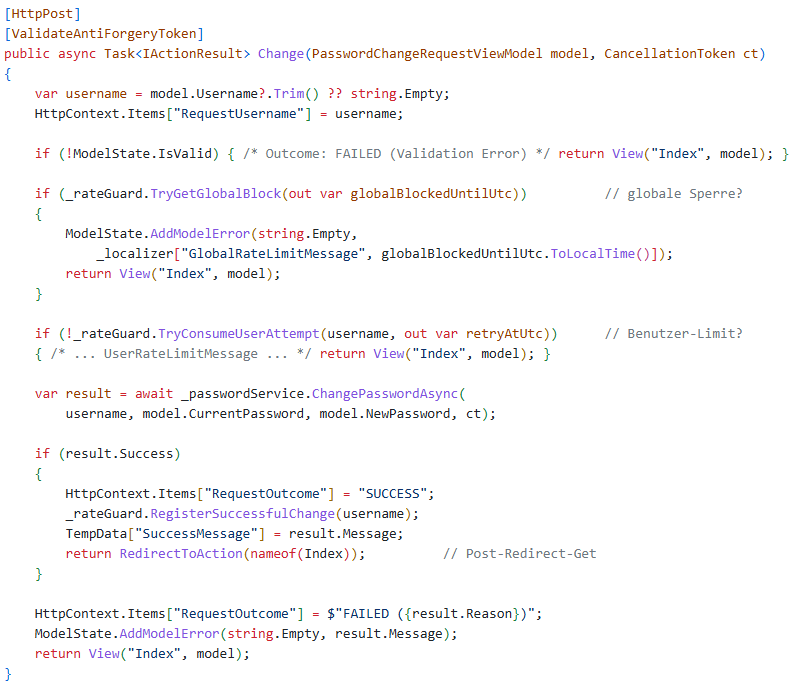 [HttpPost]
[ValidateAntiForgeryToken]
public async Task<IActionResult> Change(PasswordChangeRequestViewModel model, CancellationToken ct)
{
    var username = model.Username?.Trim() ?? string.Empty;
    HttpContext.Items["RequestUsername"] = username;

    if (!ModelState.IsValid) { /* Outcome: FAILED (Validation Error) */ return View("Index", model); }

    if (_rateGuard.TryGetGlobalBlock(out var globalBlockedUntilUtc))          // globale Sperre?
    {
        ModelState.AddModelError(string.Empty,
            _localizer["GlobalRateLimitMessage", globalBlockedUntilUtc.ToLocalTime()]);
        return View("Index", model);
    }

    if (!_rateGuard.TryConsumeUserAttempt(username, out var retryAtUtc))      // Benutzer-Limit?
    { /* ... UserRateLimitMessage ... */ return View("Index", model); }

    var result = await _passwordService.ChangePasswordAsync(
        username, model.CurrentPassword, model.NewPassword, ct);

    if (result.Success)
    {
        HttpContext.Items["RequestOutcome"] = "SUCCESS";
        _rateGuard.RegisterSuccessfulChange(username);
        TempData["SuccessMessage"] = result.Message;
        return RedirectToAction(nameof(Index));          // Post-Redirect-Get
    }

    HttpContext.Items["RequestOutcome"] = $"FAILED ({result.Reason})";
    ModelState.AddModelError(string.Empty, result.Message);
    return View("Index", model);
}